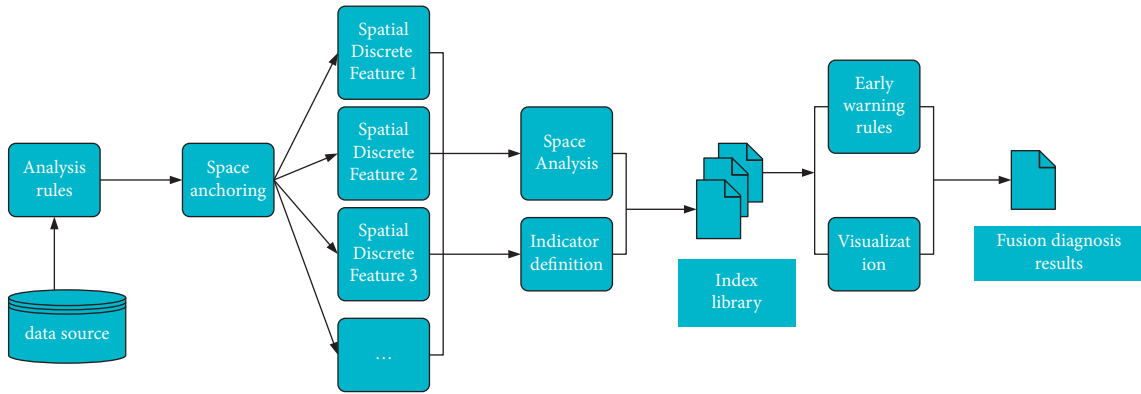 data source
Analysis
rules
Space
anchoring
Spatial
Discrete
Feature 1
Spatial
Discrete
Feature 2
Spatial
Discrete
Feature 3
...
Space
Analysis
Indicator
definition
Index
library
Early
warning
rules
Visualizat
ion
Fusion diagnosis
results